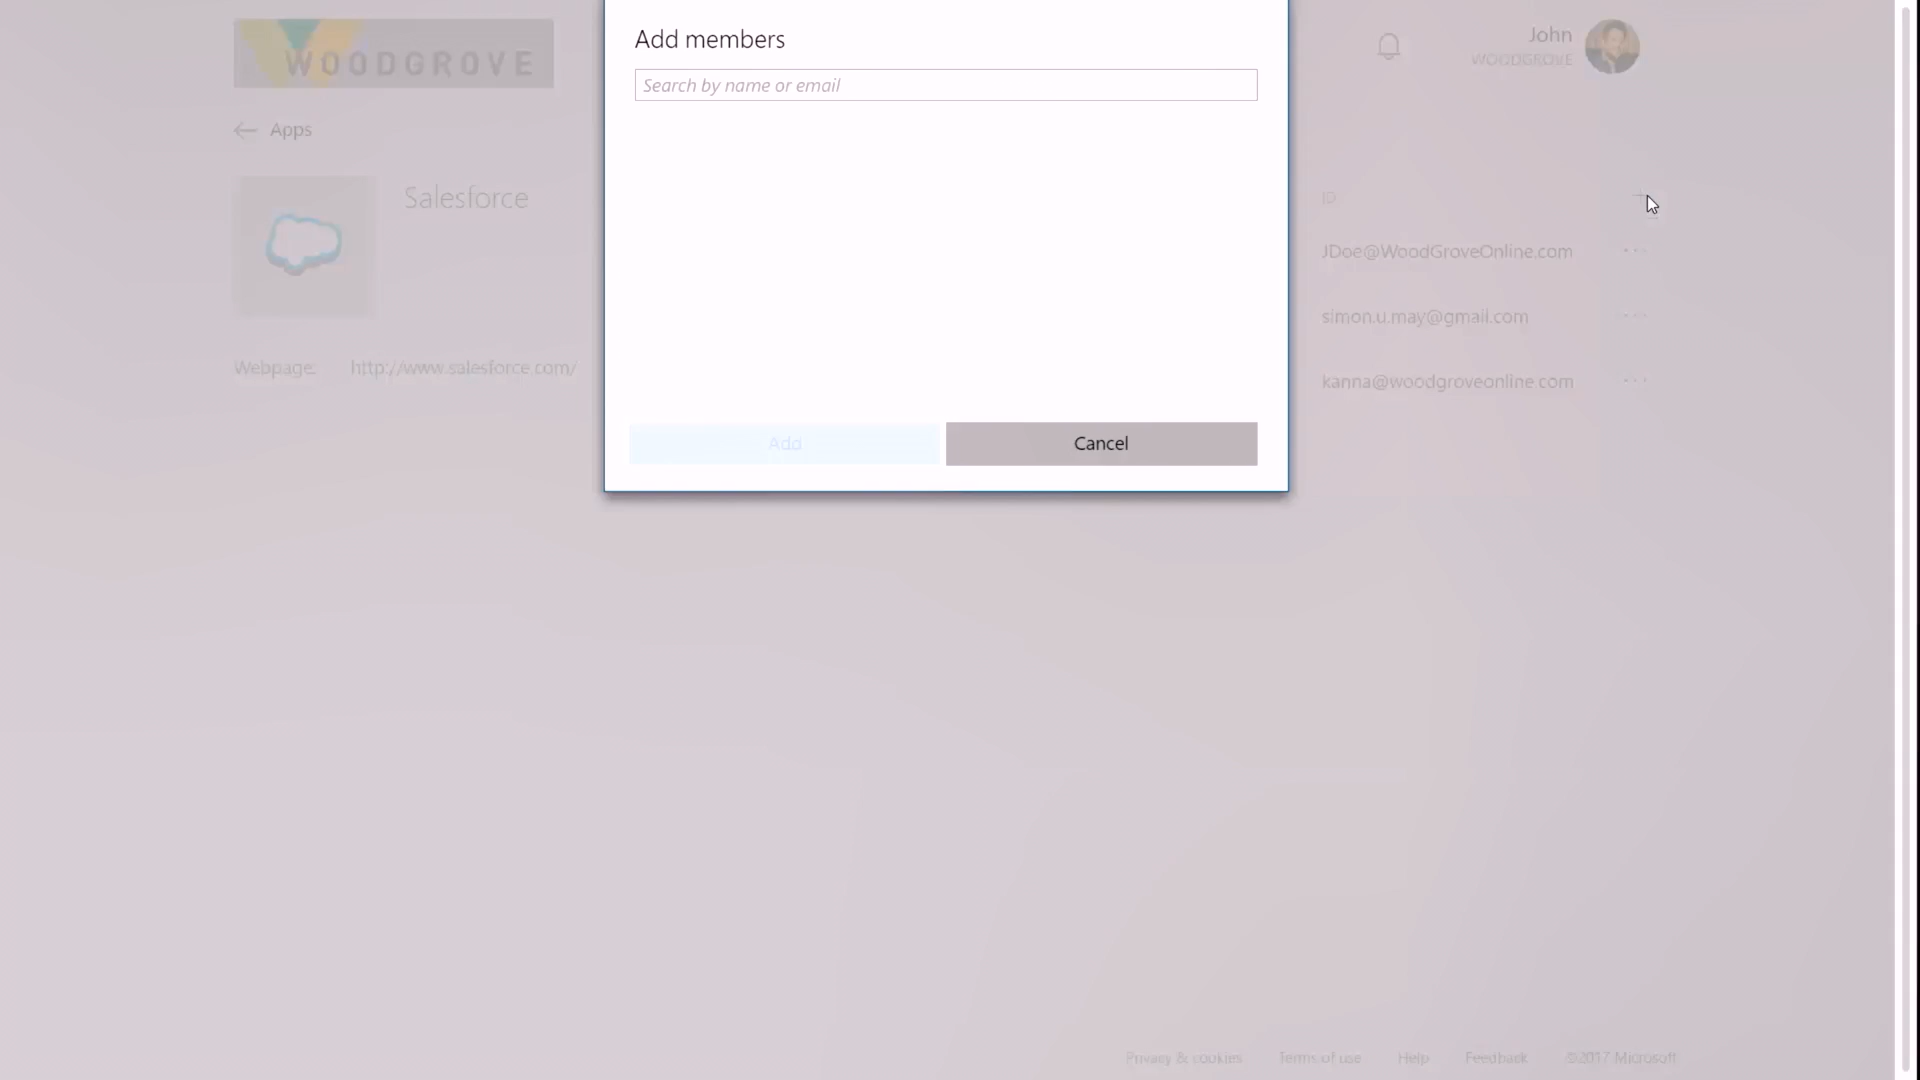 Add members
Search by name or email
Add
Cancel
WOODGROVE
John
WOODGROVE
Apps
Salesforce
Webpage: http://www.salesforce.com/
ID
JDoe@WoodGroveOnline.com
simon.u.may@gmail.com
kanna@woodgroveonline.com
Privacy & cookies Terms of use Help Feedback ©2017 Microsoft